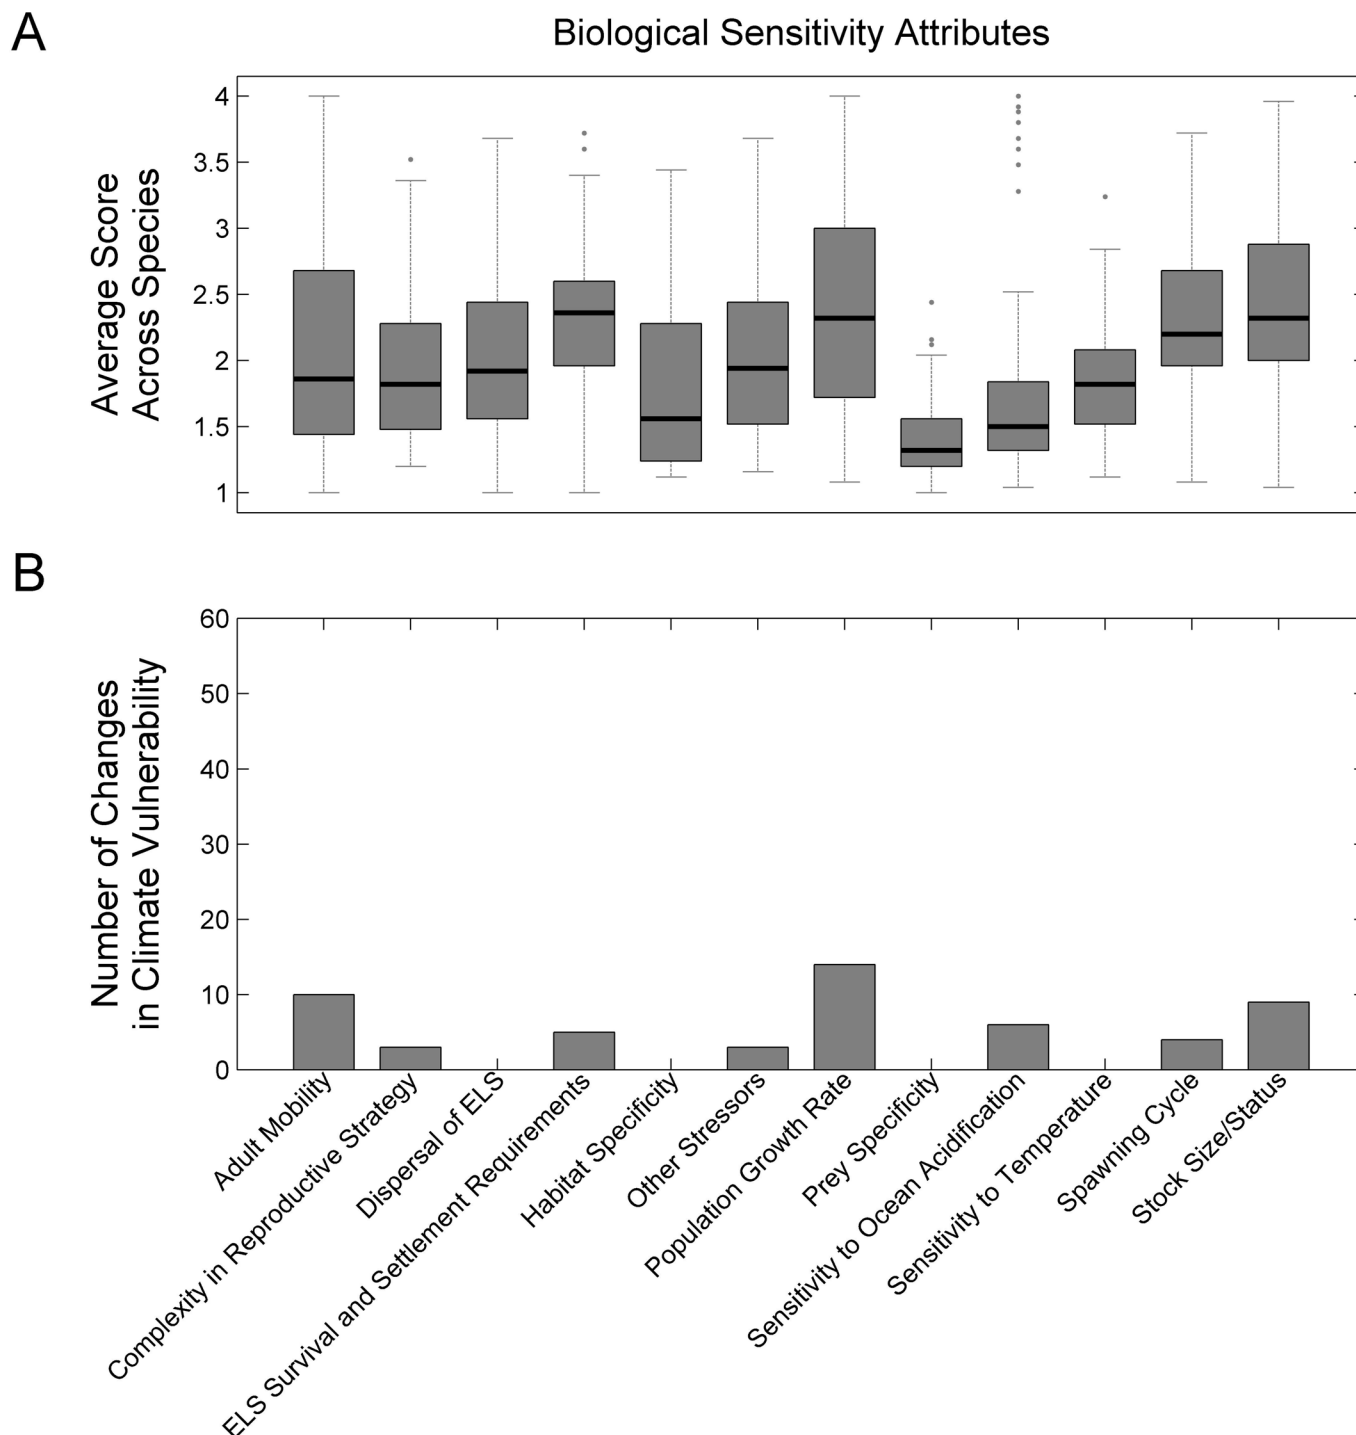 A
Biological Sensitivity Attributes
Average Score
Across Species
4
3.5
3
2.5
2
1.5
1
B
Number of Changes
in Climate Vulnerability
60
50
40
30
20
10
0
Adult Mobility
Complexity in Reproductive Strategy
Dispersal of ELS
ELS Survival and Settlement Requirements
Habitat Specificity
Other Stressors
Population Growth Rate
Prey Specificity
Sensitivity to Ocean Acidification
Sensitivity to Temperature
Spawning Cycle
Stock Size/Status